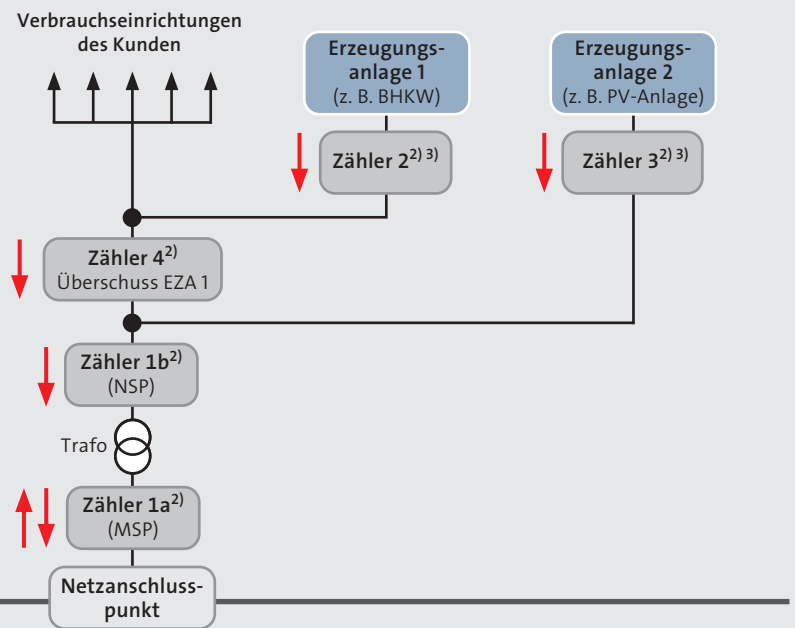 Verbrauchseinrichtungen
des Kunden
Erzeugungs-
anlage 1
(z. B. BHKW)
Erzeugungs-
anlage 2
(z. B. PV-Anlage)
Zähler 2²⁾ ³⁾
Zähler 3²⁾ ³⁾
Zähler 4²⁾
Überschuss EZA 1
Zähler 1b²⁾
(NSP)
Trafo
Zähler 1a²⁾
(MSP)
Netzanschluss-
punkt